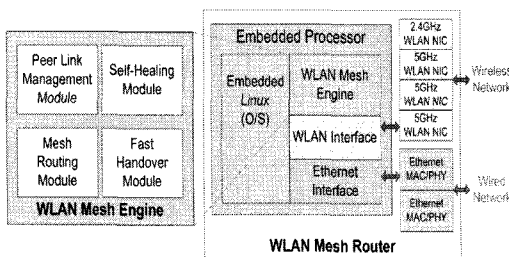 Peer Link
Management
Module
Self-Healing
Module
Mesh
Routing
Module
Fast
Handover
Module
WLAN Mesh Engine
Embedded Processor
Embedded
Linux
(O/S)
WLAN Mesh
Engine
WLAN Interface
Ethernet
Interface
2.4GHz
WLAN NIC
5GHz
WLAN NIC
5GHz
WLAN NIC
5GHz
WLAN NIC
Ethernet
MAC/PHY
Ethernet
MAC/PHY
Wireless
Network
Wired
Network
WLAN Mesh Router